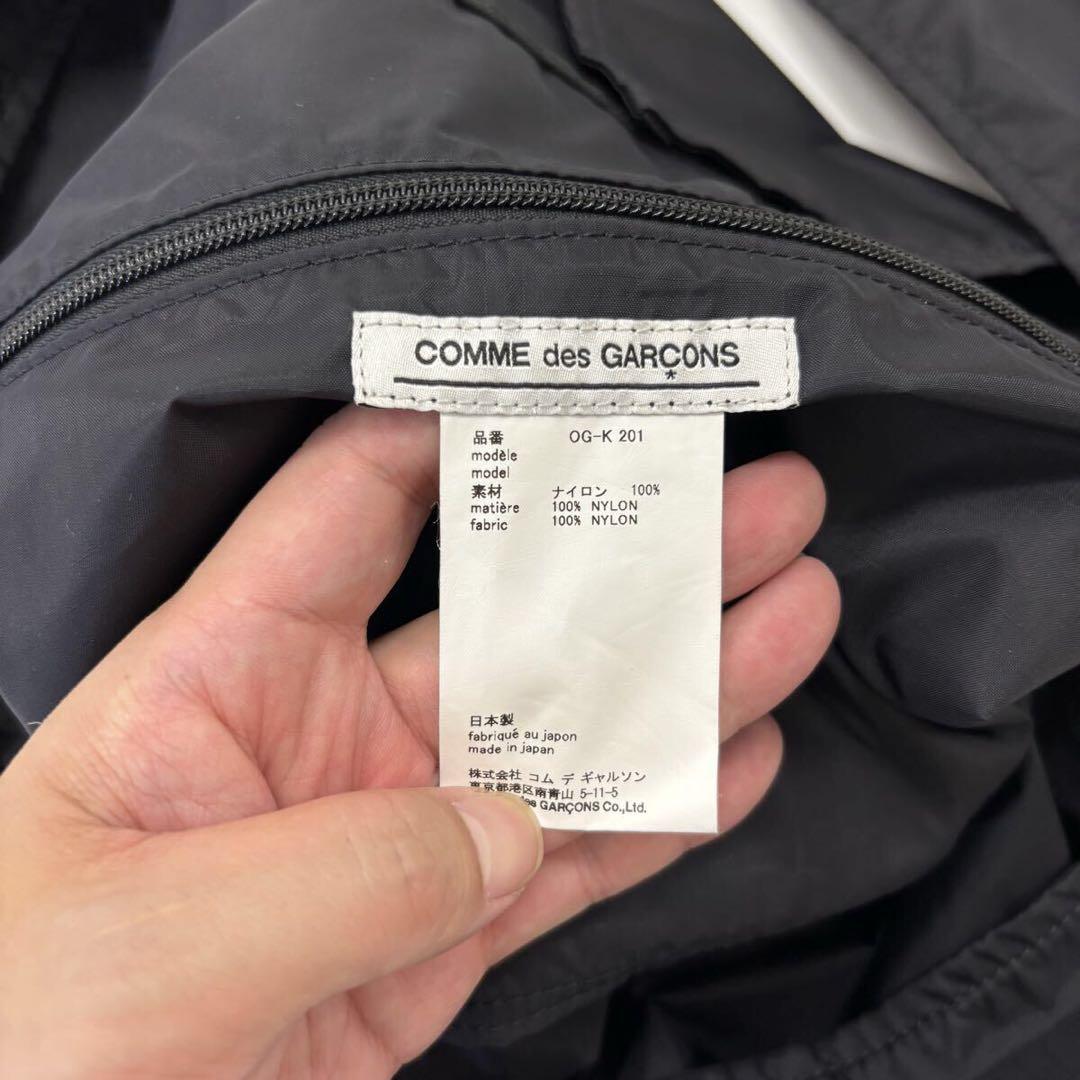 COMME des GARÇONS
品番 OG-K 201
modèle
model
素材 ナイロン 100%
matière 100% NYLON
fabric 100% NYLON
日本製
fabriqué au japon
made in japan
株式会社 コム デ ギャルソン
東京都港区南青山 5-11-5
GARÇONS Co.,Ltd.